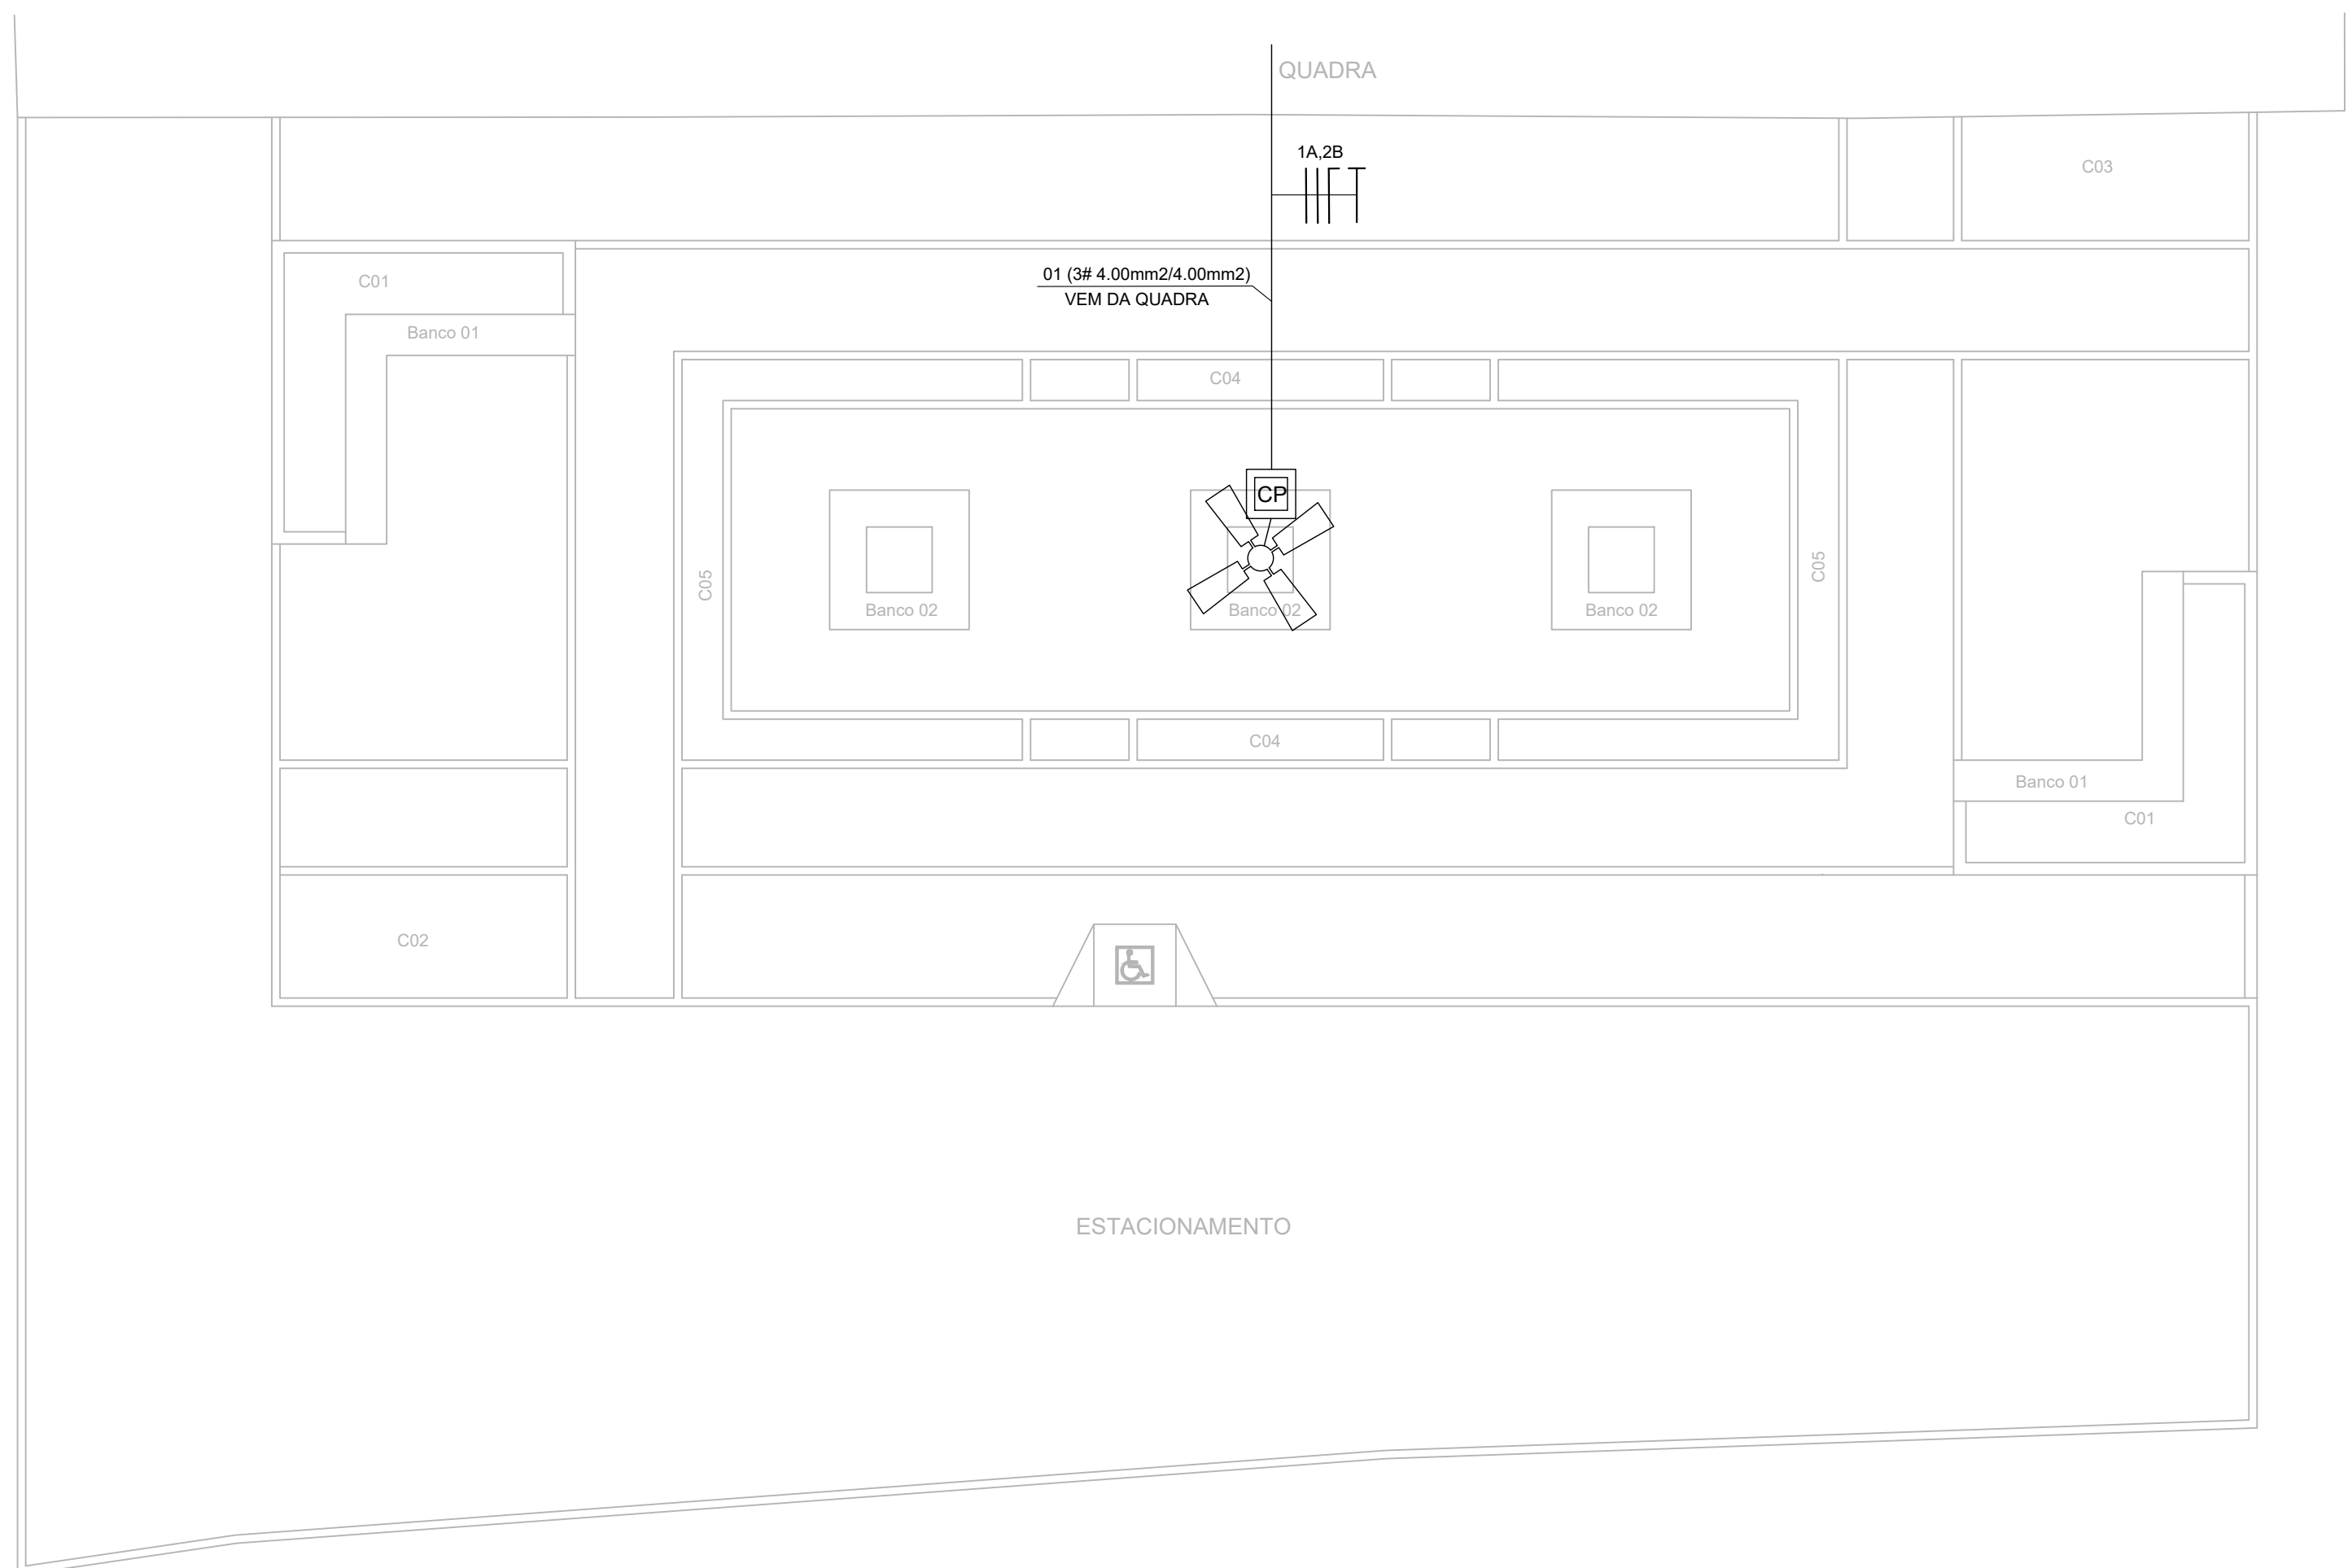 QUADRA
1A,2B
C03
01 (3# 4.00mm2/4.00mm2)
VEM DA QUADRA
C01
Banco 01
C04
CP
C05
C05
Banco 02
Banco 02
Banco 02
C04
Banco 01
C01
C02
ESTACIONAMENTO